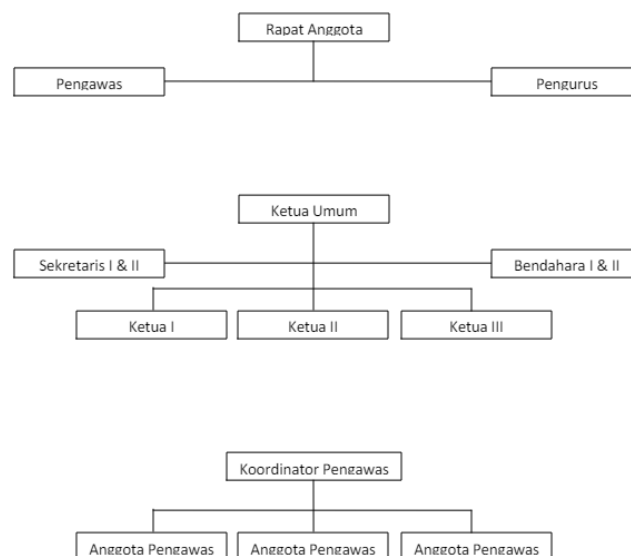 Rapat Anggota
Pengawas
Pengurus
Ketua Umum
Sekretaris I & II
Bendahara I & II
Ketua I
Ketua II
Ketua III
Koordinator Pengawas
Anggota Pengawas
Anggota Pengawas
Anggota Pengawas